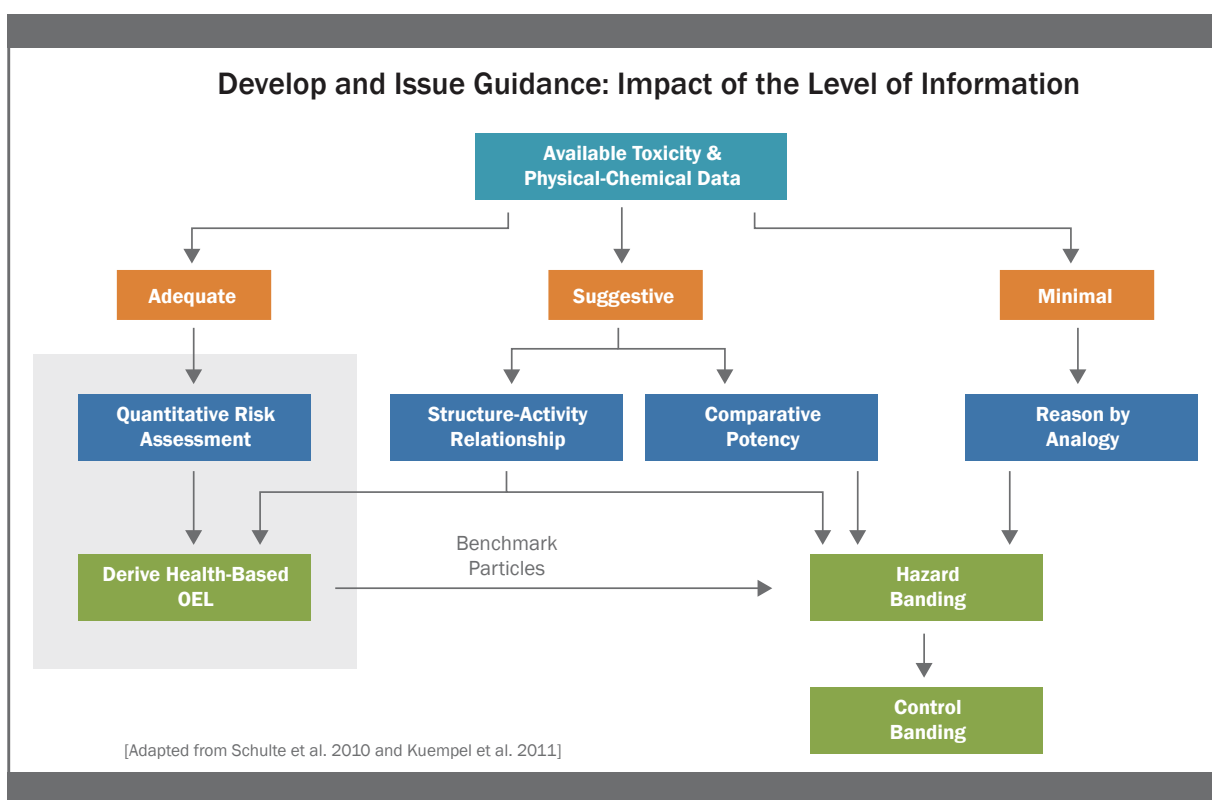 Develop and Issue Guidance: Impact of the Level of Information
Available Toxicity &
Physical-Chemical Data
Adequate
Suggestive
Minimal
Quantitative Risk
Assessment
Structure-Activity
Relationship
Comparative
Potency
Reason by
Analogy
Benchmark
Particles
Derive Health-Based
OEL
Hazard
Banding
Control
Banding
[Adapted from Schulte et al. 2010 and Kuempel et al. 2011]